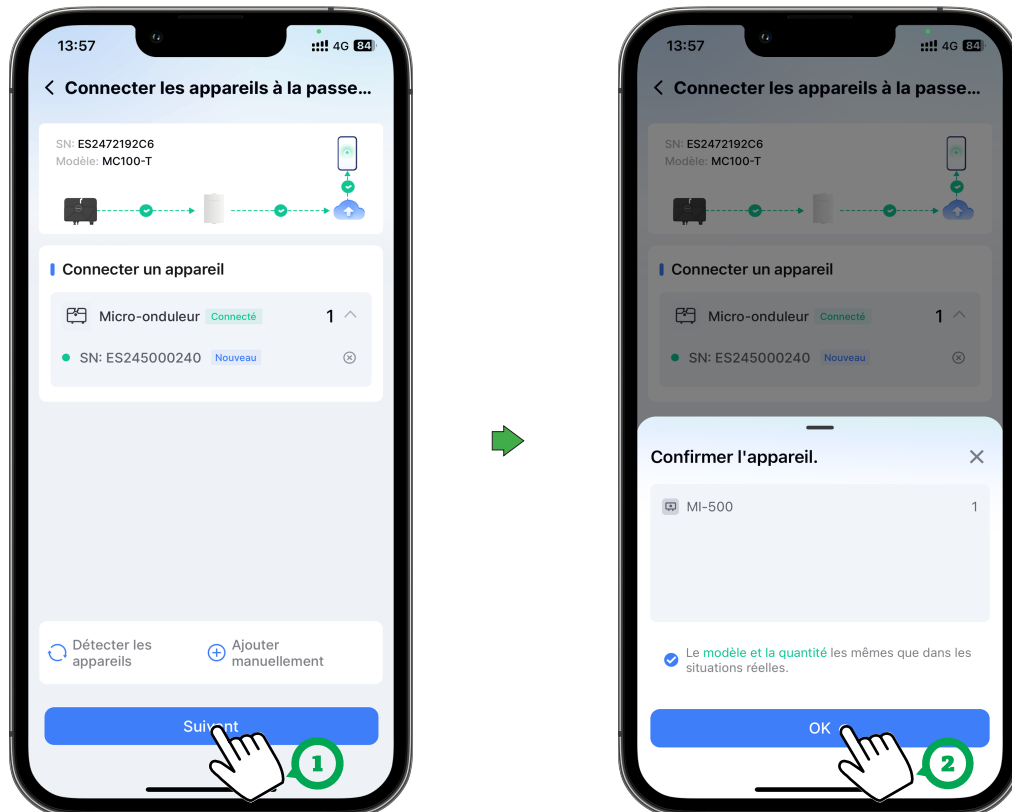 13:57
4G 84
Connecter les appareils à la passe...
SN: ES2472192C6
Modèle: MC100-T
Connecter un appareil
Micro-onduleur Connecté 1
SN: ES245000240 Nouveau
Détecter les
appareils
Ajouter
manuellement
Suivant
1
13:57
4G 84
Connecter les appareils à la passe...
SN: ES2472192C6
Modèle: MC100-T
Connecter un appareil
Micro-onduleur Connecté 1
SN: ES245000240 Nouveau
Confirmer l'appareil.
MI-500 1
Le modèle et la quantité les mêmes que dans les
situations réelles.
OK
2